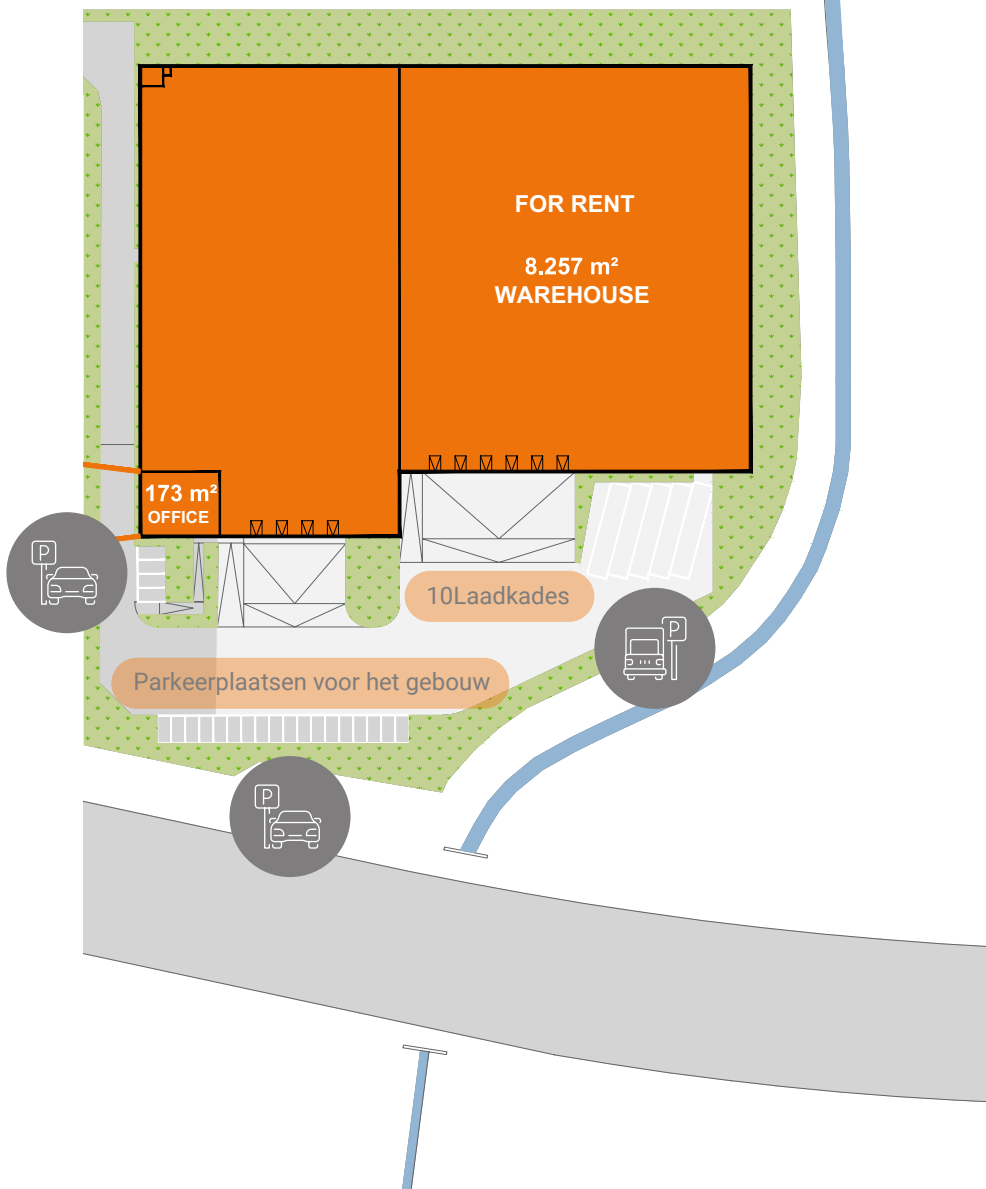 FOR RENT
8.257 m²
WAREHOUSE
173 m²
OFFICE
P
10Laadkades
P
Parkeerplaatsen voor het gebouw
P